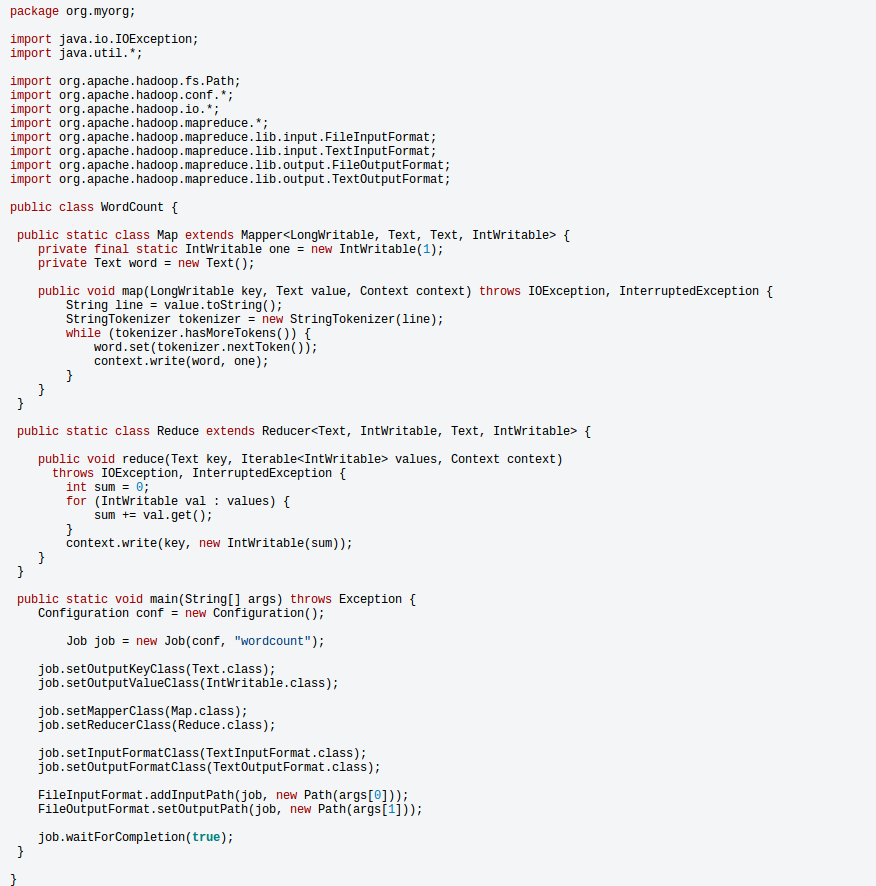 package org.myorg;

import java.io.IOException;
import java.util.*;

import org.apache.hadoop.fs.Path;
import org.apache.hadoop.conf.*;
import org.apache.hadoop.io.*;
import org.apache.hadoop.mapreduce.*;
import org.apache.hadoop.mapreduce.lib.input.FileInputFormat;
import org.apache.hadoop.mapreduce.lib.input.TextInputFormat;
import org.apache.hadoop.mapreduce.lib.output.FileOutputFormat;
import org.apache.hadoop.mapreduce.lib.output.TextOutputFormat;

public class WordCount {

 public static class Map extends Mapper<LongWritable, Text, Text, IntWritable> {
    private final static IntWritable one = new IntWritable(1);
    private Text word = new Text();

    public void map(LongWritable key, Text value, Context context) throws IOException, InterruptedException {
        String line = value.toString();
        StringTokenizer tokenizer = new StringTokenizer(line);
        while (tokenizer.hasMoreTokens()) {
            word.set(tokenizer.nextToken());
            context.write(word, one);
        }
    }
 }

 public static class Reduce extends Reducer<Text, IntWritable, Text, IntWritable> {

    public void reduce(Text key, Iterable<IntWritable> values, Context context)
      throws IOException, InterruptedException {
        int sum = 0;
        for (IntWritable val : values) {
            sum += val.get();
        }
        context.write(key, new IntWritable(sum));
    }
 }

 public static void main(String[] args) throws Exception {
    Configuration conf = new Configuration();

        Job job = new Job(conf, "wordcount");

    job.setOutputKeyClass(Text.class);
    job.setOutputValueClass(IntWritable.class);

    job.setMapperClass(Map.class);
    job.setReducerClass(Reduce.class);

    job.setInputFormatClass(TextInputFormat.class);
    job.setOutputFormatClass(TextOutputFormat.class);

    FileInputFormat.addInputPath(job, new Path(args[0]));
    FileOutputFormat.setOutputPath(job, new Path(args[1]));

    job.waitForCompletion(true);
 }

}